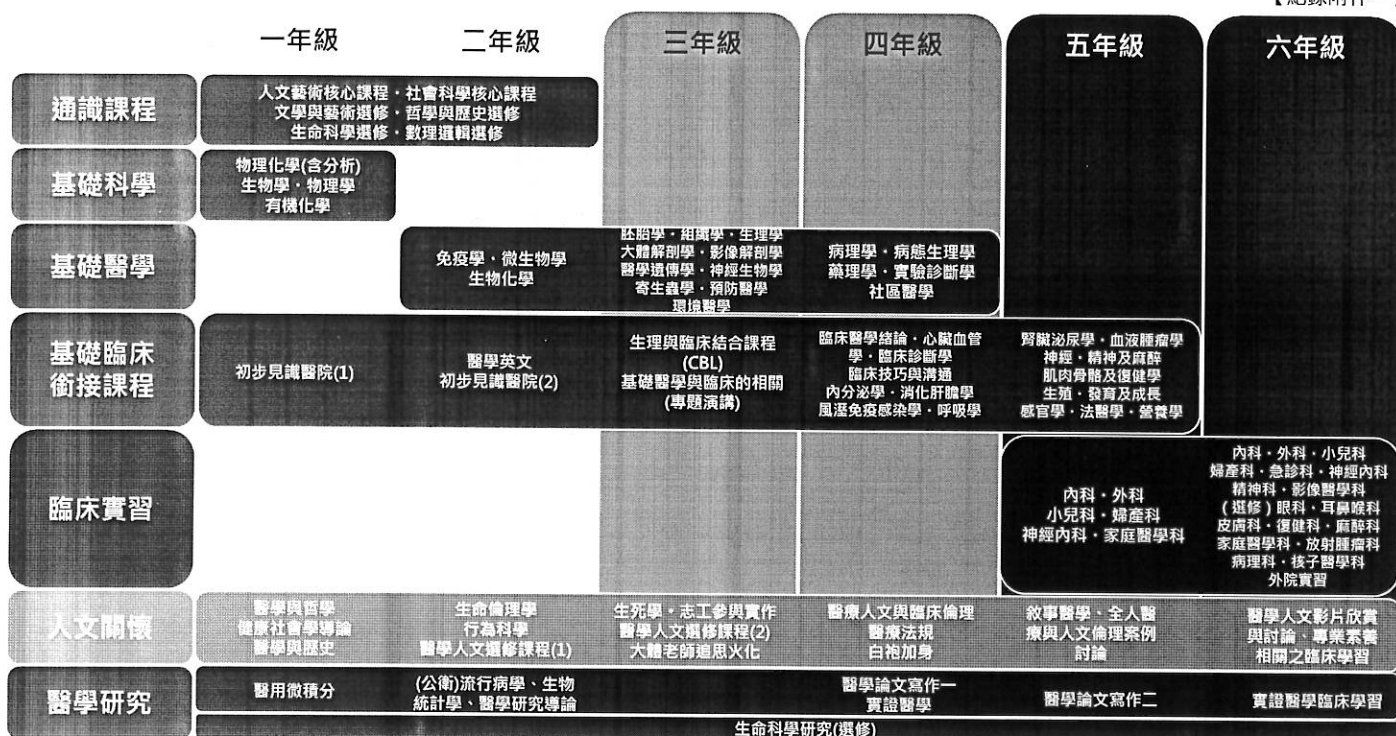 【紀錄附件一
一年級
二年級
三年級
四年級
五年級
六年級
通識課程
人文藝術核心課程・社會科學核心課程
文學與藝術選修・哲學與歷史選修
生命科學選修・數理邏輯選修
基礎科學
物理化學(含分析)
生物學・物理學
有機化學
基礎醫學
免疫學・微生物學
生物化學
胚胎學・組織學・生理學
大體解剖學・影像解剖學
醫學遺傳學・神經生物學
寄生蟲學・預防醫學
環境醫學
病理學・病態生理學
藥理學・實驗診斷學
社區醫學
基礎臨床
銜接課程
初步見識醫院(1)
醫學英文
初步見識醫院(2)
生理與臨床結合課程
(CBL)
基礎醫學與臨床的相關
(專題演講)
臨床醫學緒論・心臟血管
學・臨床診斷學
臨床技巧與溝通
內分泌學・消化肝膽學
風溼免疫感染學・呼吸學
腎臟泌尿學・血液腫瘤學
神經・精神及麻醉
肌肉骨骼及復健學
生殖・發育及成長
感官學・法醫學・營養學
臨床實習
內科・外科
小兒科・婦產科
神經內科・家庭醫學科
內科・外科・小兒科
婦產科・急診科・神經內科
精神科・影像醫學科
(選修)眼科・耳鼻喉科
皮膚科・復健科・麻醉科
家庭醫學科・放射腫瘤科
病理科・核子醫學科
外院實習
人文關懷
醫學與哲學
健康社會學導論
醫學與歷史
生命倫理學
行為科學
醫學人文選修課程(1)
生死學・志工參與實作
醫學人文選修課程(2)
大體老師追思火化
醫療人文與臨床倫理
醫療法規
白袍加身
敘事醫學、全人醫
療與人文倫理案例
討論
醫學人文影片欣賞
與討論、專業素養
相關之臨床學習
醫學研究
醫用微積分
(公衛)流行病學、生物
統計學、醫學研究導論
醫學論文寫作一
實證醫學
醫學論文寫作二
實證醫學臨床學習
生命科學研究(選修)